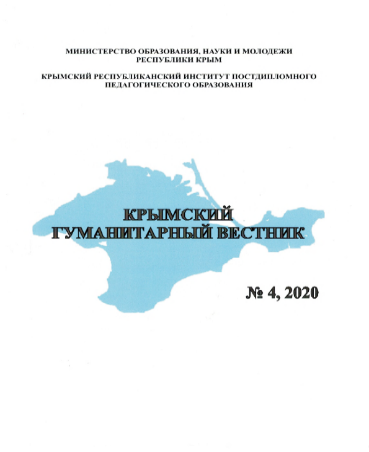 МИНИСТЕРСТВО ОБРАЗОВАНИЯ, НАУКИ И МОЛОДЕЖИ
РЕСПУБЛИКИ КРЫМ
КРЫМСКИЙ РЕСПУБЛИКАНСКИЙ ИНСТИТУТ ПОСТДИПЛОМНОГО
ПЕДАГОГИЧЕСКОГО ОБРАЗОВАНИЯ
КРЫМСКИЙ
ГУМАНИТАРНЫЙ ВЕСТНИК
№ 4, 2020